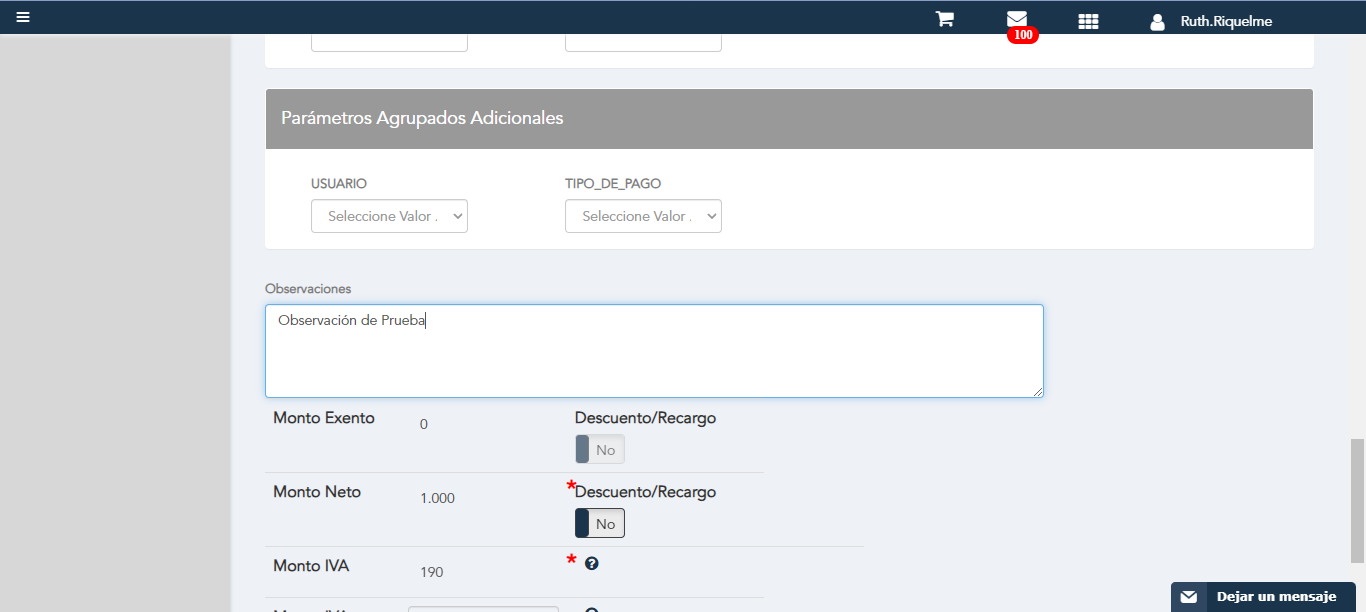 Ruth.Riquelme
100
Parámetros Agrupados Adicionales
USUARIO TIPO_DE_PAGO
Seleccione Valor . Seleccione Valor .
Observaciones
Observación de Prueba
Monto Exento 0 Descuento/Recargo
No
Monto Neto 1.000 *Descuento/Recargo
No
Monto IVA 190 * ?
Dejar un mensaje